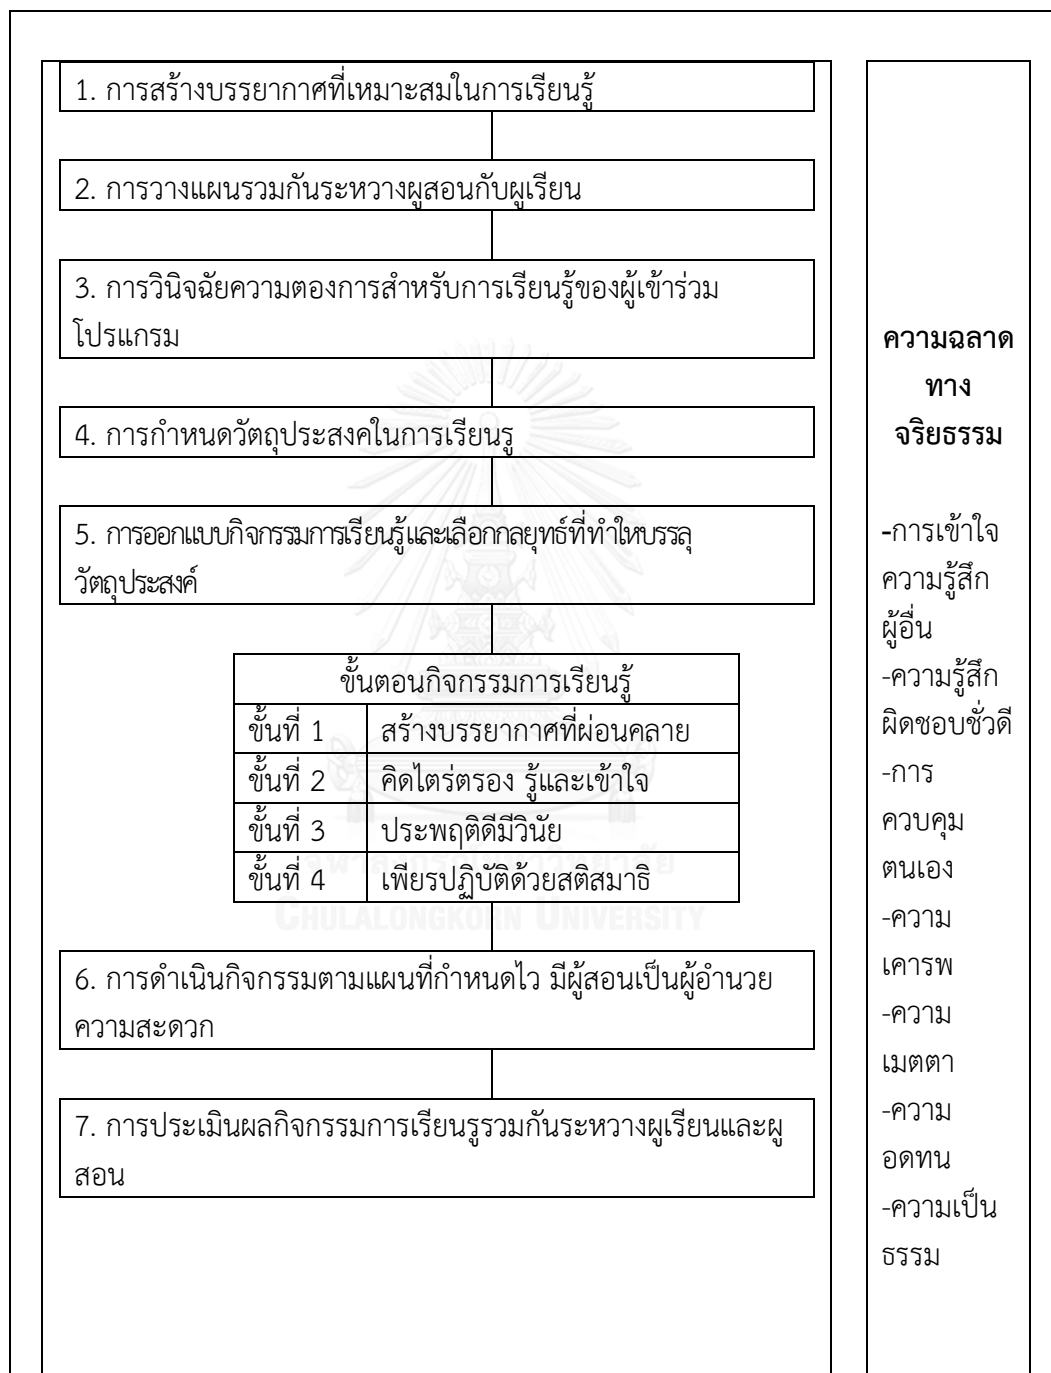 1. การสร้างบรรยากาศที่เหมาะสมในการเรียนรู้
2. การวางแผนรวมกันระหวางผูสอนกับผูเรียน
3. การวินิจฉัยความตองการสำหรับการเรียนรู้ของผู้เข้าร่วม
โปรแกรม
4. การกำหนดวัตถุประสงคในการเรียนรู
5. การออกแบบกิจกรรมการเรียนรู้และเลือกกลยุทธ์ที่ทำใหบรรลุ
วัตถุประสงค์
ขั้นตอนกิจกรรมการเรียนรู้
ขั้นที่ 1 สร้างบรรยากาศที่ผ่อนคลาย
ขั้นที่ 2 คิดไตร่ตรอง รู้และเข้าใจ
ขั้นที่ 3 ประพฤติดีมีวินัย
ขั้นที่ 4 เพียรปฏิบัติด้วยสติสมาธิ
จุฬาลงกรณ์มหาวิทยาลัย
CHULALONGKORN UNIVERSITY
6. การดำเนินกิจกรรมตามแผนที่กำหนดไว มีผู้สอนเป็นผู้อำนวย
ความสะดวก
7. การประเมินผลกิจกรรมการเรียนรูรวมกันระหวางผูเรียนและผู
สอน
ความฉลาด
ทาง
จริยธรรม
-การเข้าใจ
ความรู้สึก
ผู้อื่น
-ความรู้สึก
ผิดชอบชั่วดี
-การ
ควบคุม
ตนเอง
-ความ
เคารพ
-ความ
เมตตา
-ความ
อดทน
-ความเป็น
ธรรม